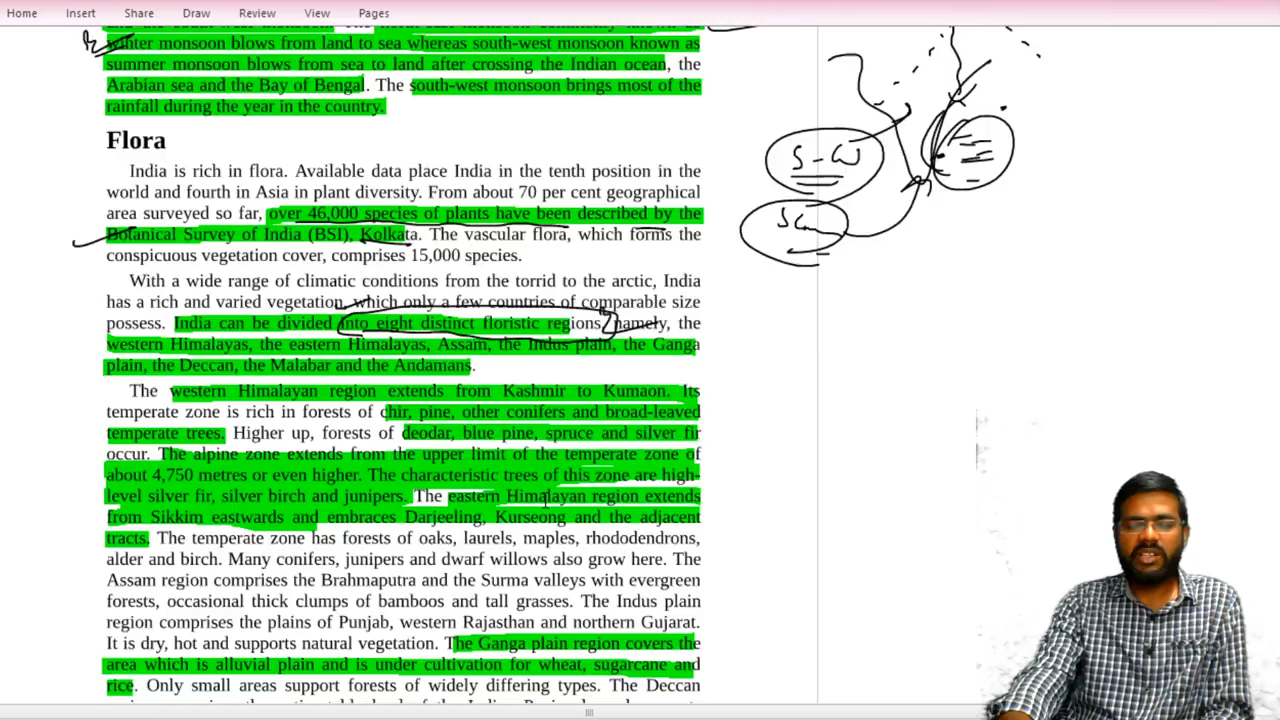 Home Insert Share Draw Review View Pages
winter monsoon blows from land to sea whereas south-west monsoon known as
summer monsoon blows from sea to land after crossing the Indian ocean, the
Arabian sea and the Bay of Bengal. The south-west monsoon brings most of the
rainfall during the year in the country.
Flora
India is rich in flora. Available data place India in the tenth position in the
world and fourth in Asia in plant diversity. From about 70 per cent geographical
area surveyed so far, over 46,000 species of plants have been described by the
Botanical Survey of India (BSI), Kolkata. The vascular flora, which forms the
conspicuous vegetation cover, comprises 15,000 species.
With a wide range of climatic conditions from the torrid to the arctic, India
has a rich and varied vegetation, which only a few countries of comparable size
possess. India can be divided into eight distinct floristic regions, namely, the
western Himalayas, the eastern Himalayas, Assam, the Indus plain, the Ganga
plain, the Deccan, the Malabar and the Andamans.
The western Himalayan region extends from Kashmir to Kumaon. Its
temperate zone is rich in forests of chir, pine, other conifers and broad-leaved
temperate trees. Higher up, forests of deodar, blue pine, spruce and silver fir
occur. The alpine zone extends from the upper limit of the temperate zone of
about 4,750 metres or even higher. The characteristic trees of this zone are high-
level silver fir, silver birch and junipers. The eastern Himalayan region extends
from Sikkim eastwards and embraces Darjeeling, Kurseong and the adjacent
tracts. The temperate zone has forests of oaks, laurels, maples, rhododendrons,
alder and birch. Many conifers, junipers and dwarf willows also grow here. The
Assam region comprises the Brahmaputra and the Surma valleys with evergreen
forests, occasional thick clumps of bamboos and tall grasses. The Indus plain
region comprises the plains of Punjab, western Rajasthan and northern Gujarat.
It is dry, hot and supports natural vegetation. The Ganga plain region covers the
area which is alluvial plain and is under cultivation for wheat, sugarcane and
rice. Only small areas support forests of widely differing types. The Deccan
S-W